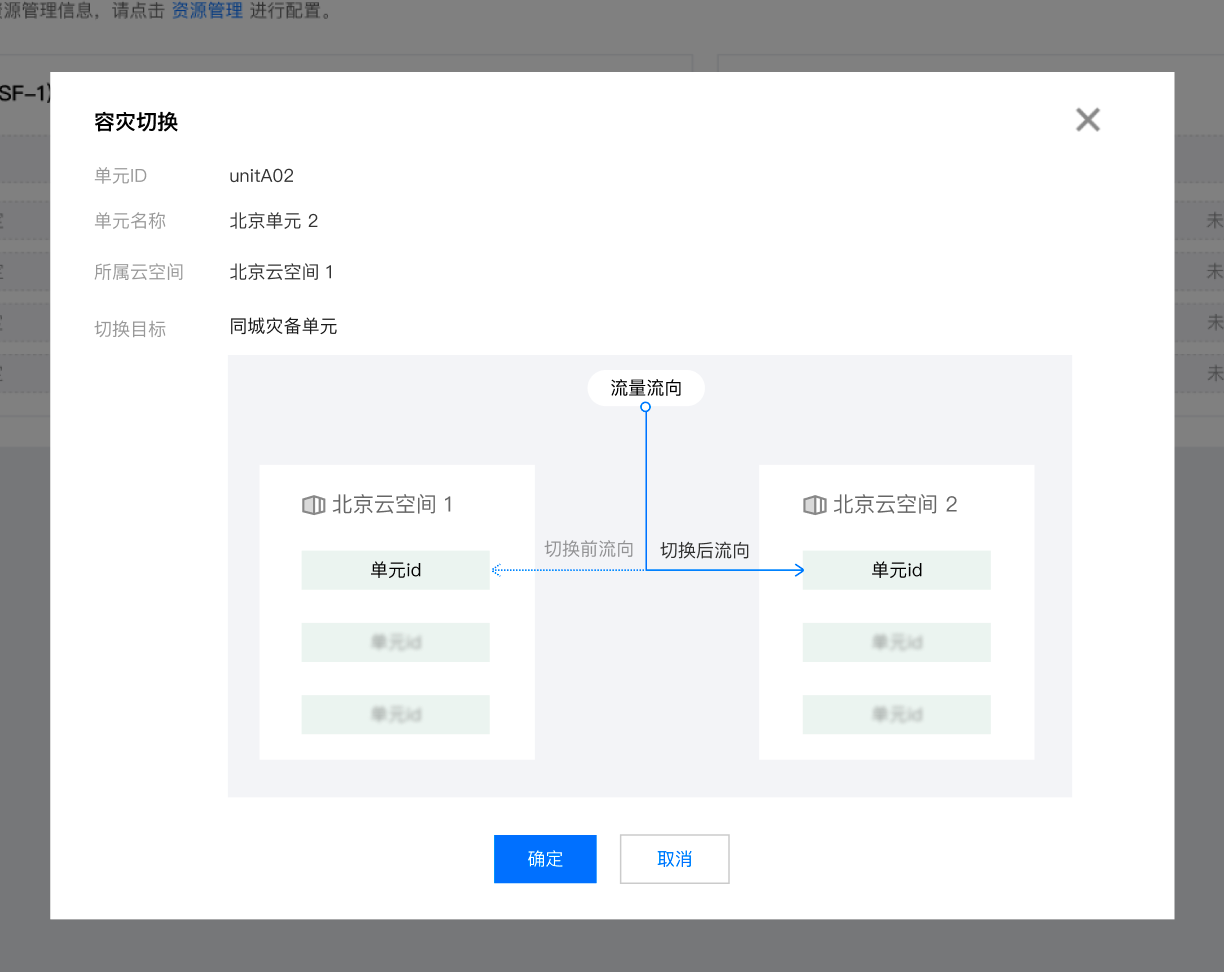 源管理信息，请点击 资源管理 进行配置。
SF-1)
容灾切换
单元ID unitA02
单元名称 北京单元 2
所属云空间 北京云空间 1
切换目标 同城灾备单元
流量流向
北京云空间 1
北京云空间 2
切换前流向
切换后流向
单元id
单元id
单元id
单元id
单元id
单元id
未
未
未
未
确定
取消